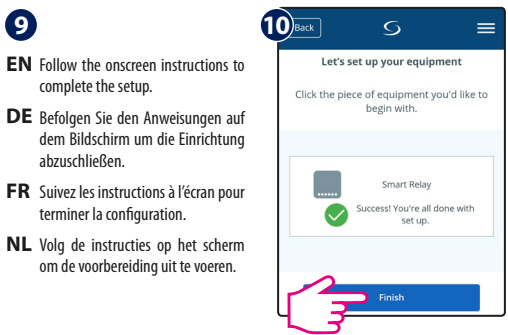 9
EN Follow the onscreen instructions to
complete the setup.
DE Befolgen Sie den Anweisungen auf
dem Bildschirm um die Einrichtung
abzuschließen.
FR Suivez les instructions à l'écran pour
terminer la configuration.
NL Volg de instructies op het scherm
om de voorbereiding uit te voeren.
10
Back
Let's set up your equipment
Click the piece of equipment you'd like to
begin with.
Smart Relay
Success! You're all done with
set up.
Finish